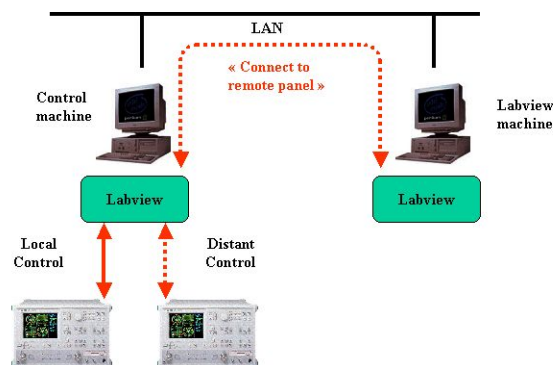 LAN
« Connect to
remote panel »
Control
machine
Labview
machine
Labview
Labview
Local
Control
Distant
Control